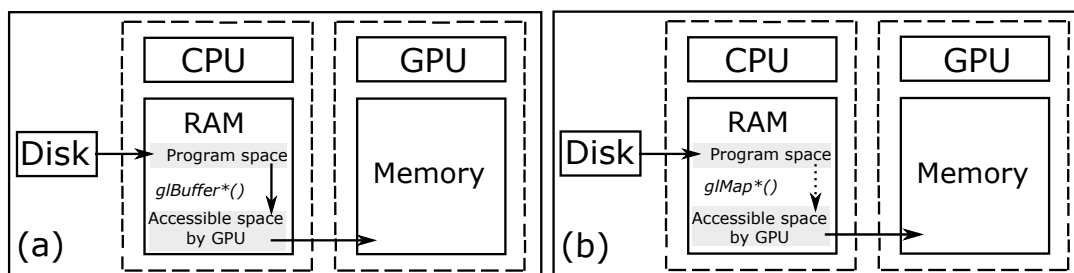 CPU
GPU
RAM
Disk
Program space
Memory
glBuffer*()
Accessible space
by GPU
(a)
CPU
GPU
RAM
Disk
Program space
Memory
glMap*()
Accessible space
by GPU
(b)